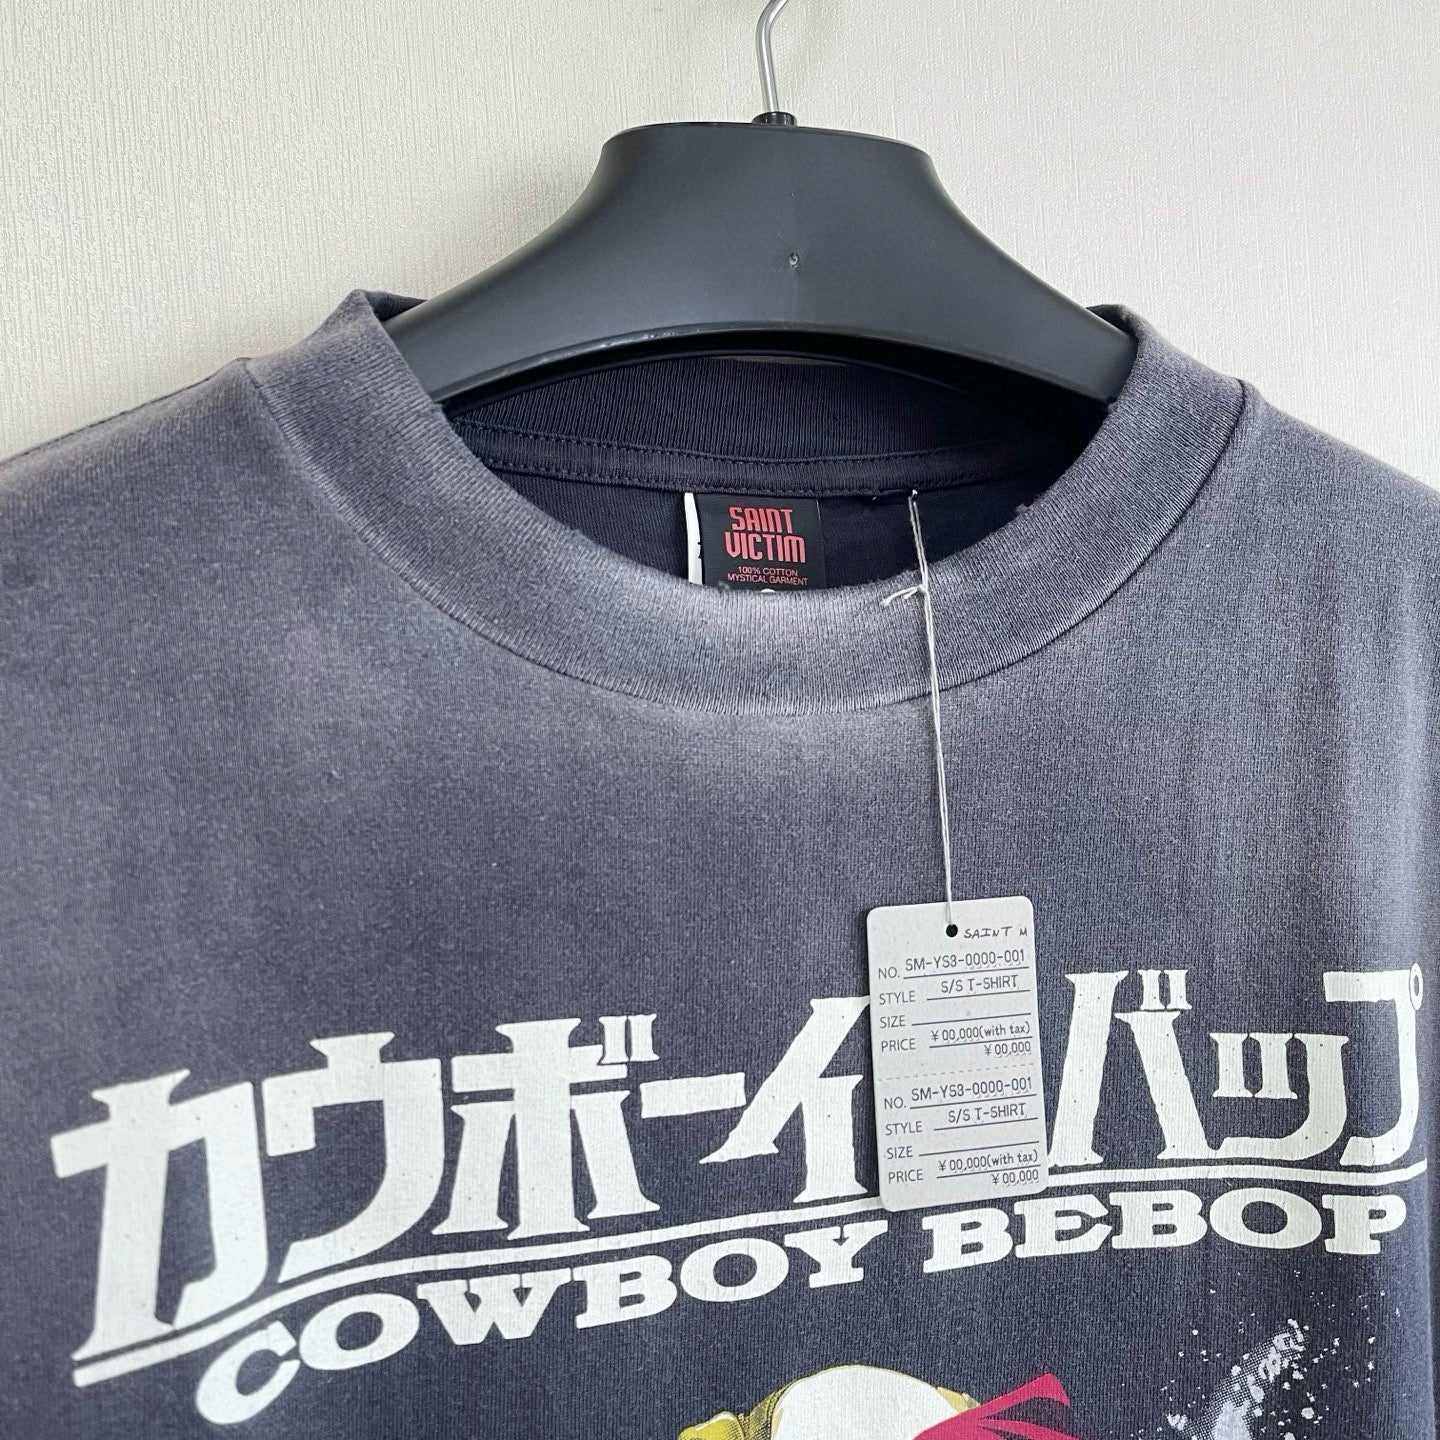 SAINT
VICTIM
100% COTTON
MYSTICAL GARMENT
SAINT M
NO. SM-YS3-0000-001
STYLE S/S T-SHIRT
SIZE
PRICE ¥00,000(with tax)
¥00,000
NO. SM-YS3-0000-001
STYLE S/S T-SHIRT
SIZE
PRICE ¥00,000(with tax)
¥00,000
カウボーイ バップ
COWBOY BEBOP